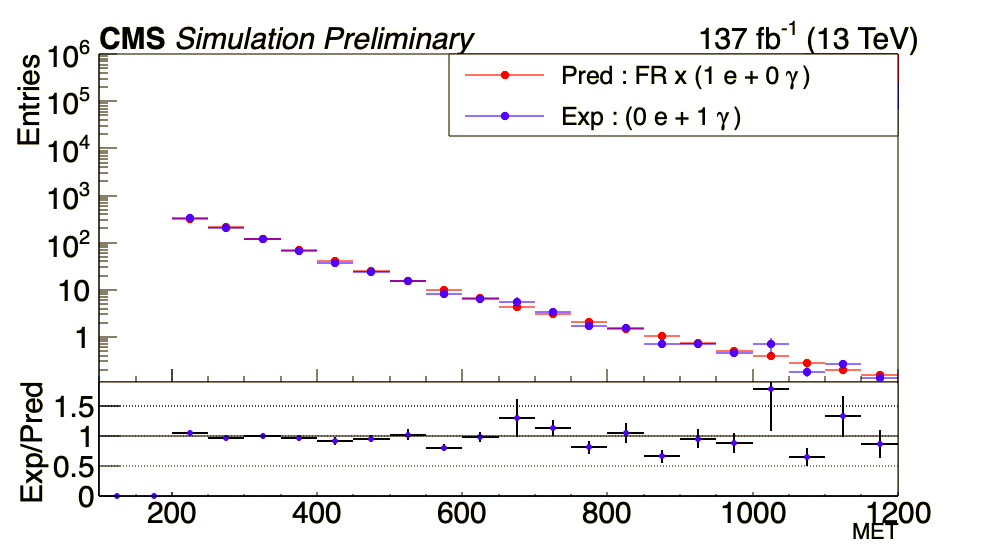 CMS Simulation Preliminary 137 fb⁻¹ (13 TeV)
Entries
10⁶
10⁵
10⁴
10³
10²
10
1
Pred : FR x (1 e + 0 γ)
Exp : (0 e + 1 γ)
Exp/Pred
1.5
1
0.5
0
200 400 600 800 1000 1200
MET